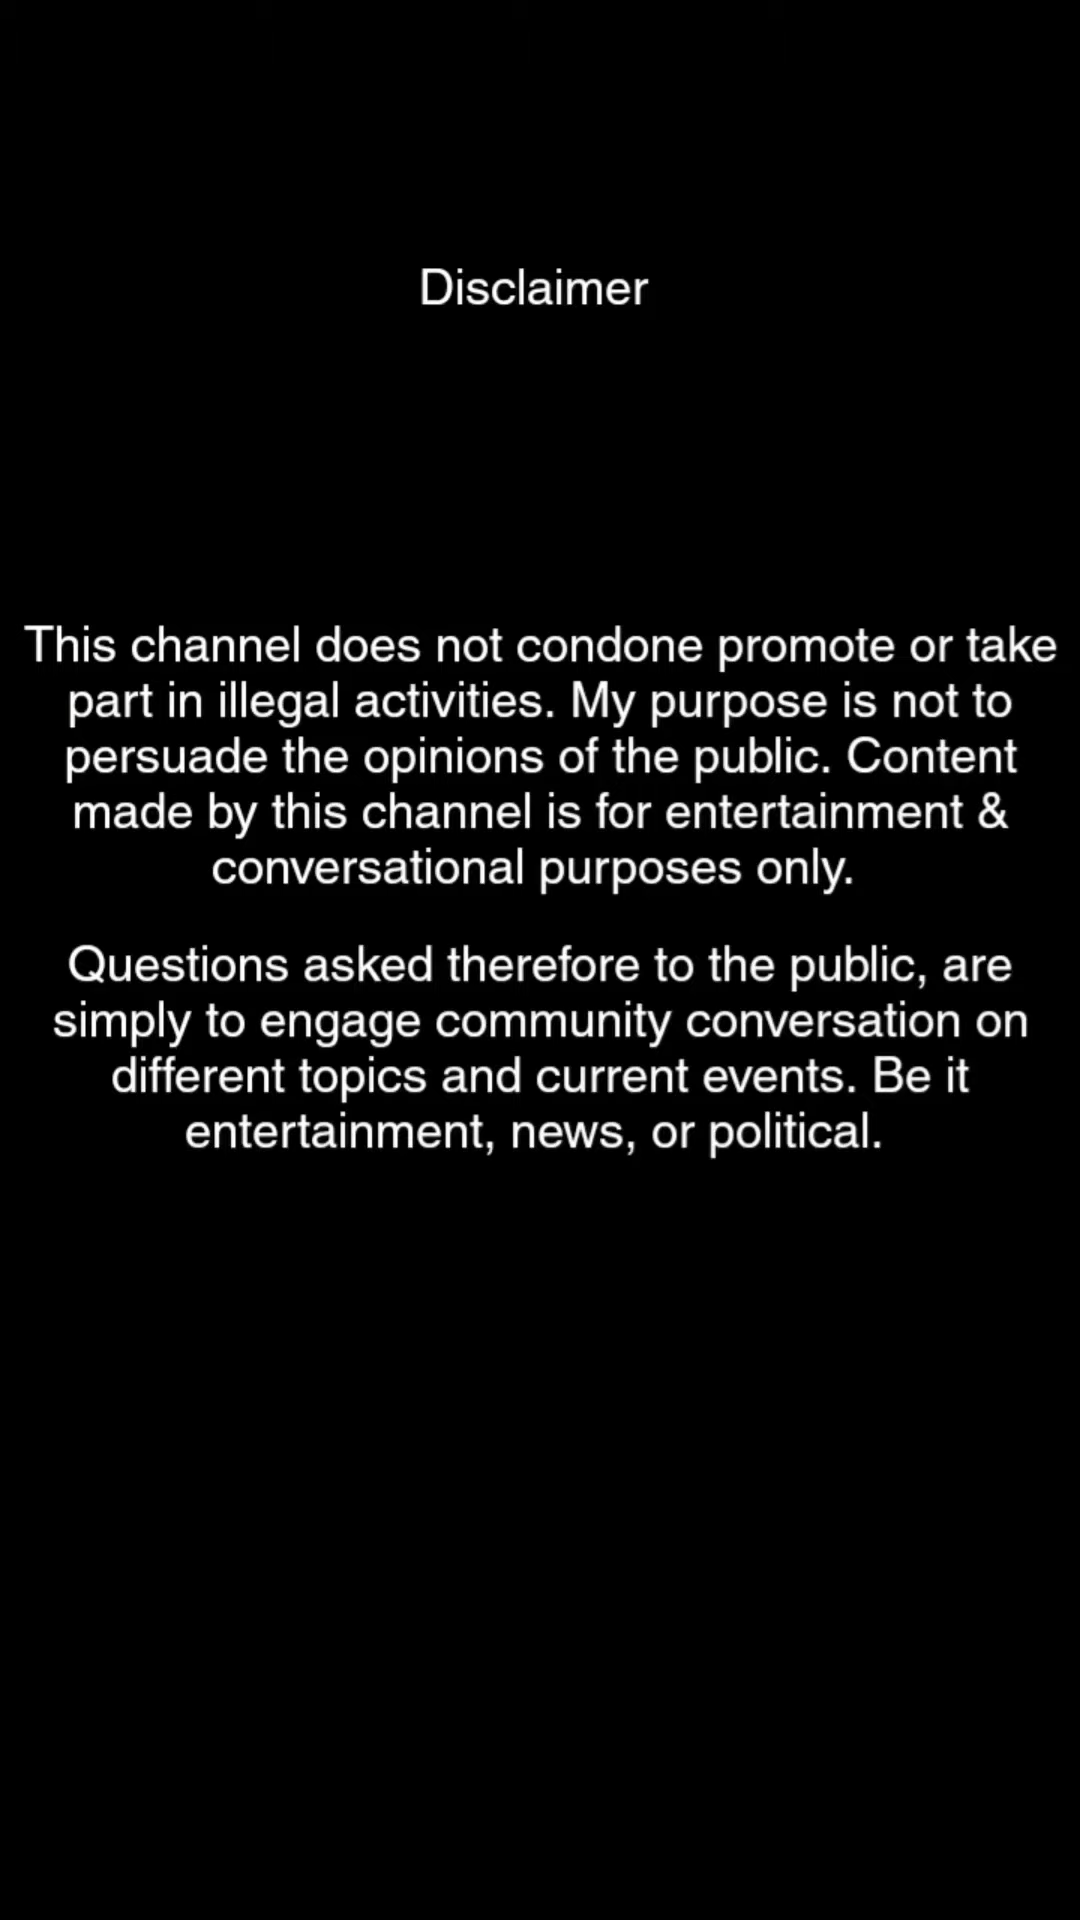 Disclaimer
This channel does not condone promote or take
part in illegal activities. My purpose is not to
persuade the opinions of the public. Content
made by this channel is for entertainment &
conversational purposes only.
Questions asked therefore to the public, are
simply to engage community conversation on
different topics and current events. Be it
entertainment, news, or political.